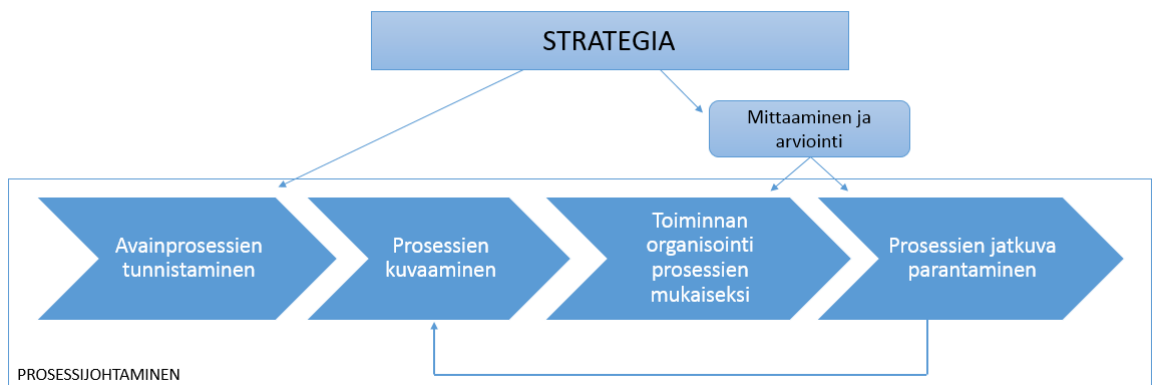 STRATEGIA
Mittaaminen ja
arviointi
Avainprosessien
tunnistaminen
Prosessien
kuvaaminen
Toiminnan
organisointi
prosessien
mukaiseksi
Prosessien jatkuva
parantaminen
PROSESSIJOHTAMINEN